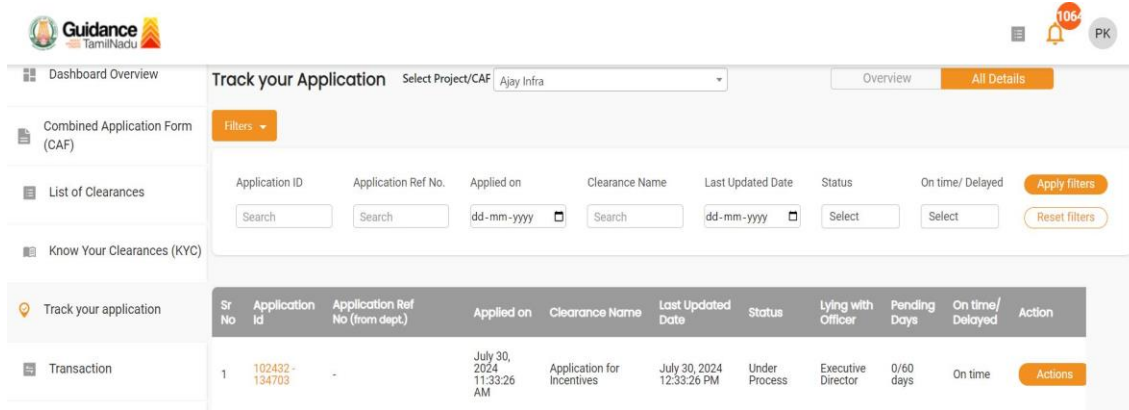 Guidance
TamilNadu
1064
PK
Dashboard Overview
Track your Application
Select Project/CAF
Ajay Infra
Overview
All Details
Combined Application Form
(CAF)
Filters
List of Clearances
Application ID
Application Ref No.
Applied on
Clearance Name
Last Updated Date
Status
On time/ Delayed
Apply filters
Search
Search
dd-mm-yyyy
Search
dd-mm-yyyy
Select
Select
Reset filters
Know Your Clearances (KYC)
Track your application
Sr
No
Application
Id
Application Ref
No (from dept.)
Applied on
Clearance Name
Last Updated
Date
Status
Lying with
Officer
Pending
Days
On time/
Delayed
Action
Transaction
1
102432 -
134703
-
July 30,
2024
11:33:26
AM
Application for
Incentives
July 30, 2024
12:33:26 PM
Under
Process
Executive
Director
0/60
days
On time
Actions